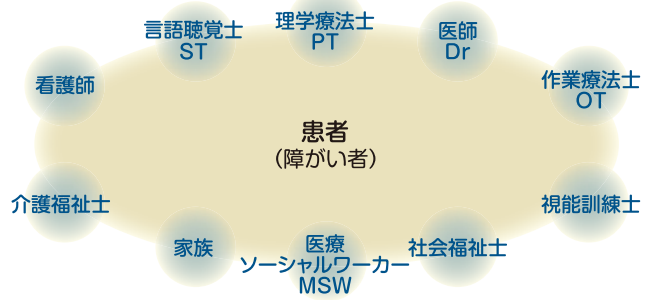 言語聴覚士
ST
理学療法士
PT
医師
Dr
看護師
作業療法士
OT
患者
（障がい者）
介護福祉士
視能訓練士
家族
医療
ソーシャルワーカー
MSW
社会福祉士